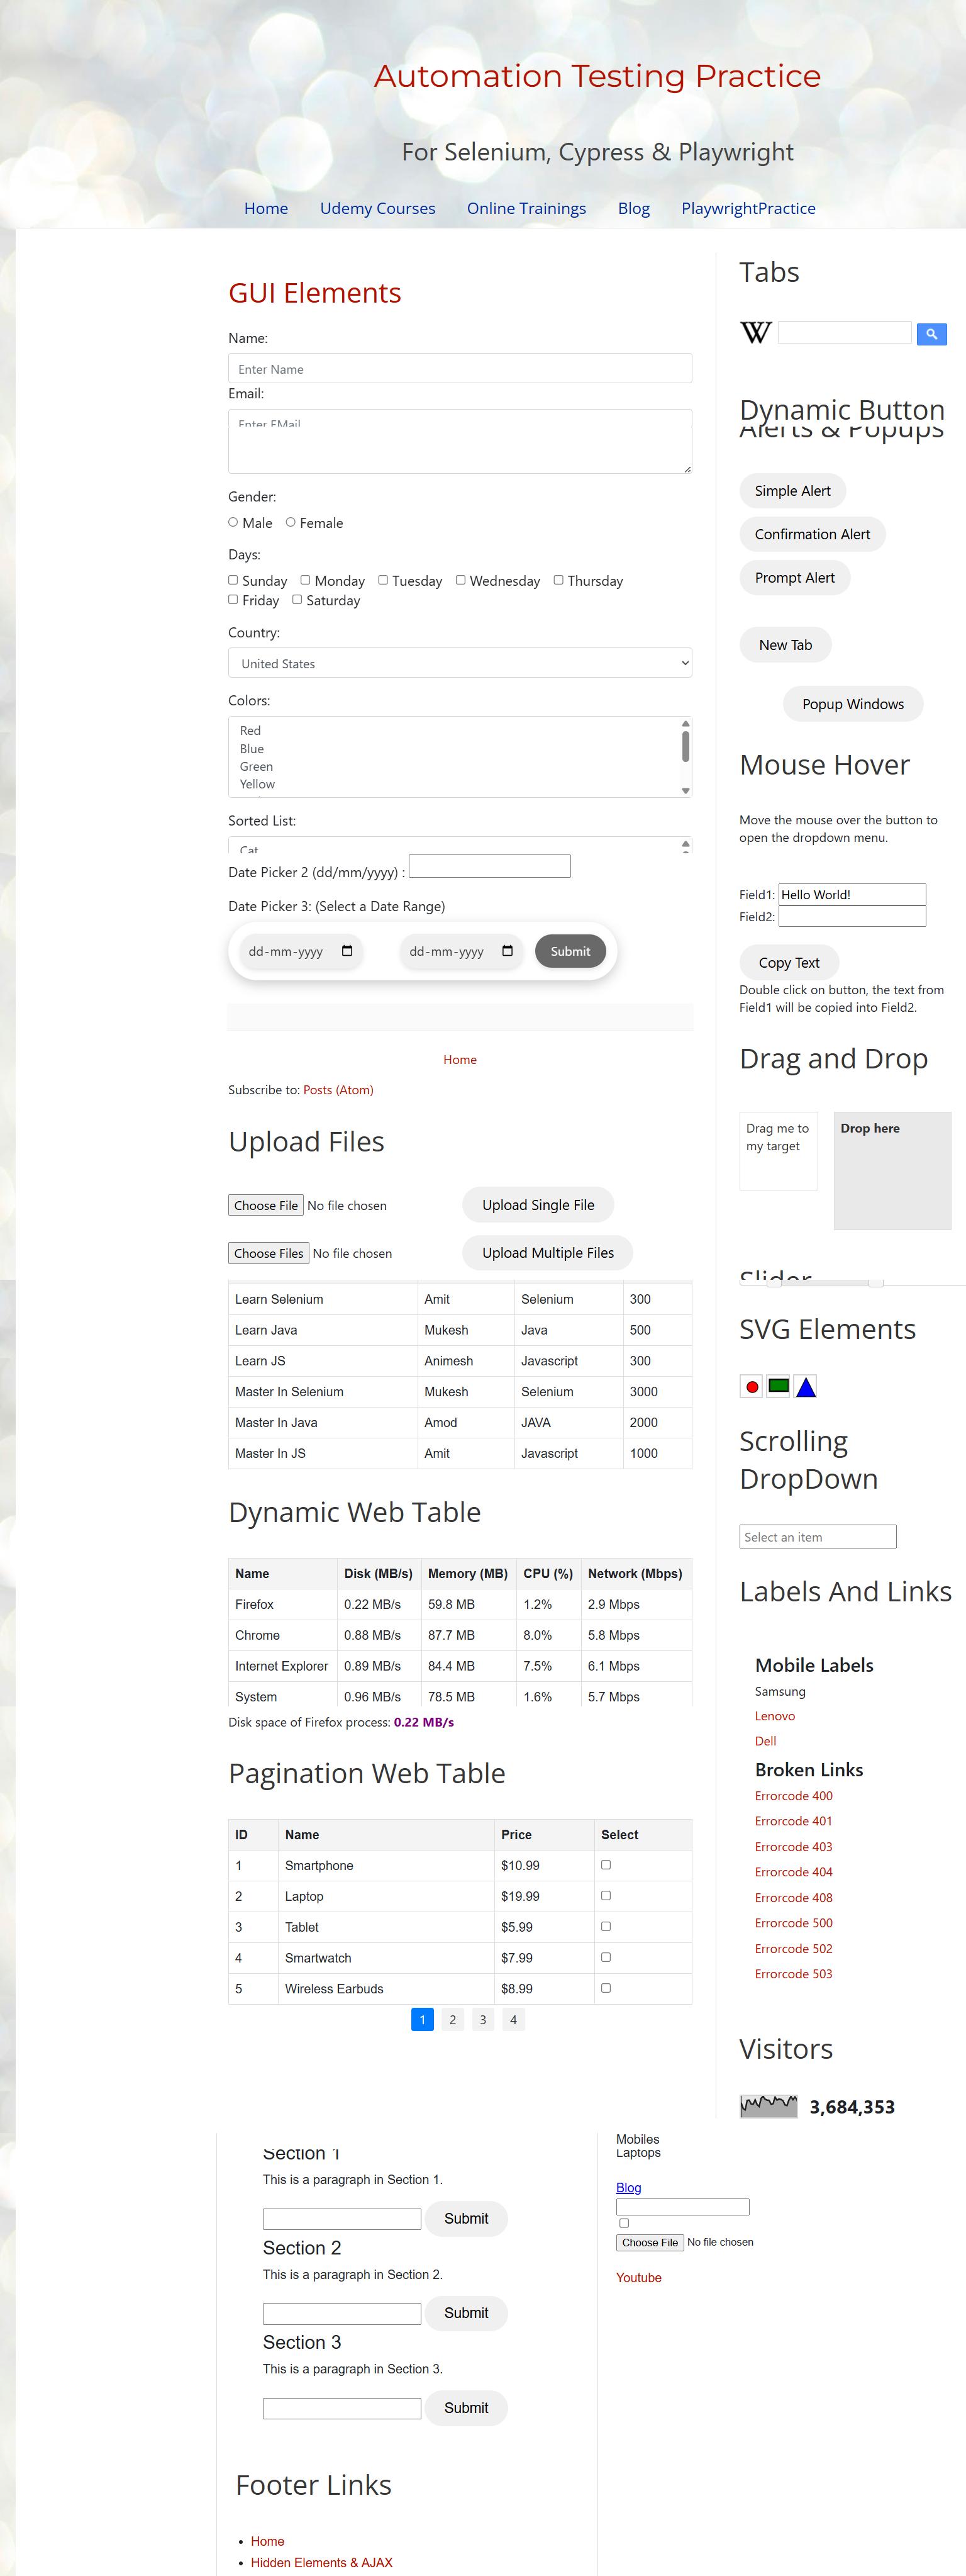 Automation Testing Practice
For Selenium, Cypress & Playwright
Home Udemy Courses Online Trainings Blog PlaywrightPractice
GUI Elements
Name:
Enter Name
Email:
Enter EMail
Gender:
Male Female
Days:
Sunday Monday Tuesday Wednesday Thursday
Friday Saturday
Country:
United States
Colors:
Red
Blue
Green
Yellow
Sorted List:
Cat
Date Picker 2 (dd/mm/yyyy) :
Date Picker 3: (Select a Date Range)
dd-mm-yyyy dd-mm-yyyy Submit
Home
Subscribe to: Posts (Atom)
Upload Files
Choose File No file chosen Upload Single File
Choose Files No file chosen Upload Multiple Files
Learn Selenium Amit Selenium 300
Learn Java Mukesh Java 500
Learn JS Animesh Javascript 300
Master In Selenium Mukesh Selenium 3000
Master In Java Amod JAVA 2000
Master In JS Amit Javascript 1000
Dynamic Web Table
Name Disk (MB/s) Memory (MB) CPU (%) Network (Mbps)
Firefox 0.22 MB/s 59.8 MB 1.2% 2.9 Mbps
Chrome 0.88 MB/s 87.7 MB 8.0% 5.8 Mbps
Internet Explorer 0.89 MB/s 84.4 MB 7.5% 6.1 Mbps
System 0.96 MB/s 78.5 MB 1.6% 5.7 Mbps
Disk space of Firefox process: 0.22 MB/s
Pagination Web Table
ID Name Price Select
1 Smartphone $10.99
2 Laptop $19.99
3 Tablet $5.99
4 Smartwatch $7.99
5 Wireless Earbuds $8.99
1 2 3 4
Tabs
W
Dynamic Button
Alerts & Popups
Simple Alert
Confirmation Alert
Prompt Alert
New Tab
Popup Windows
Mouse Hover
Move the mouse over the button to
open the dropdown menu.
Field1: Hello World!
Field2:
Copy Text
Double click on button, the text from
Field1 will be copied into Field2.
Drag and Drop
Drag me to
my target
Drop here
Slider
SVG Elements
Scrolling
DropDown
Select an item
Labels And Links
Mobile Labels
Samsung
Lenovo
Dell
Broken Links
Errorcode 400
Errorcode 401
Errorcode 403
Errorcode 404
Errorcode 408
Errorcode 500
Errorcode 502
Errorcode 503
Visitors
3,684,353
Section 1
This is a paragraph in Section 1.
Submit
Section 2
This is a paragraph in Section 2.
Submit
Section 3
This is a paragraph in Section 3.
Submit
Footer Links
Home
Hidden Elements & AJAX
Mobiles
Laptops
Blog
Choose File No file chosen
Youtube